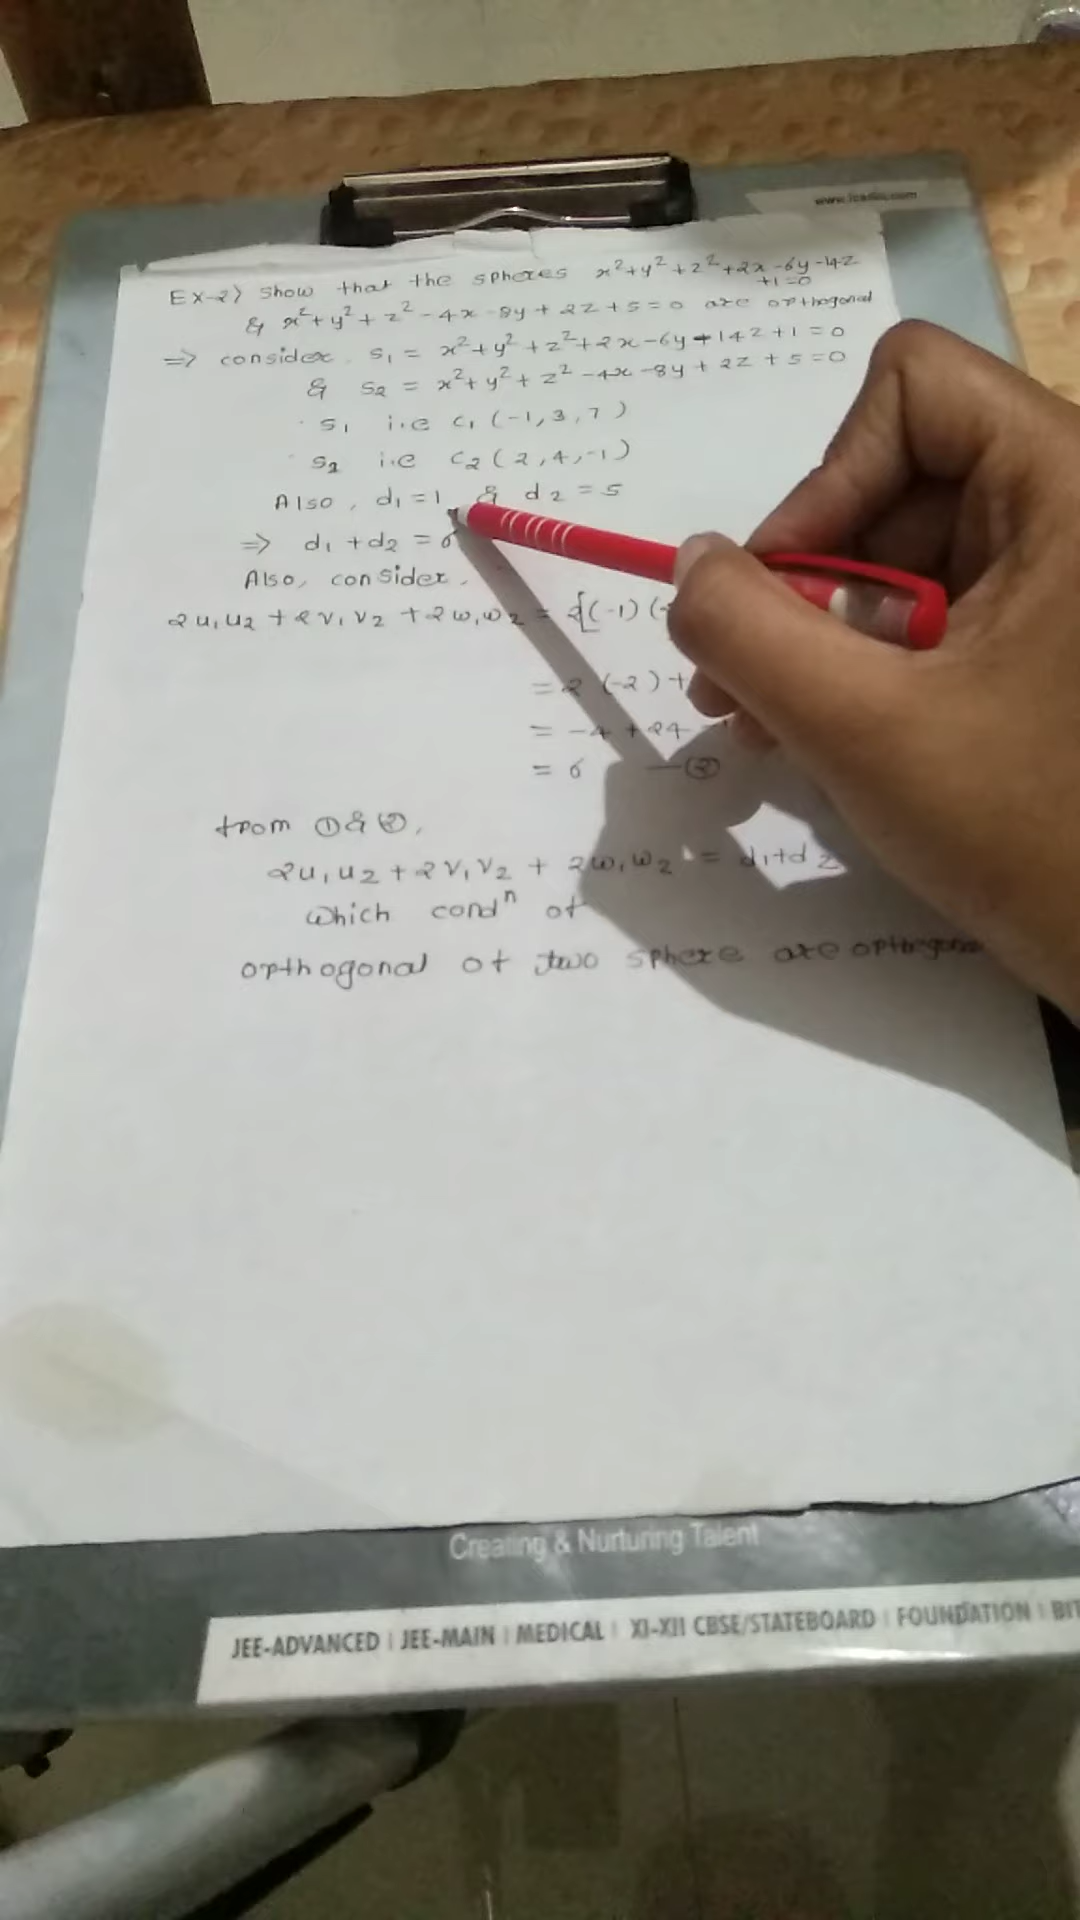 Ex-2) Show that the spheres x²+y²+z²+2x-6y-14z
+1=0
& x²+y²+z²-4x-8y+2z+5=0 are orthogonal
=> consider. S₁ = x²+y²+z²+2x-6y-14z+1=0
& S₂ = x²+y²+z²-4x-8y+2z+5=0
S₁ i.e C₁ (-1,3,7)
S₂ i.e C₂ (2,4,-1)
Also, d₁=1 & d₂=5
=> d₁+d₂=6
Also, consider,
2u₁u₂+2v₁v₂+2w₁w₂ = 2[(-1)(-
= 2(-2)+
= -4+24-
= 6 —②
from ①&②,
2u₁u₂+2v₁v₂+2w₁w₂ = d₁+d₂
which condⁿ of
orthogonal of two sphere are orthogonal
Creating & Nurturing Talent
JEE-ADVANCED | JEE-MAIN | MEDICAL | XI-XII CBSE/STATEBOARD | FOUNDATION | BIT